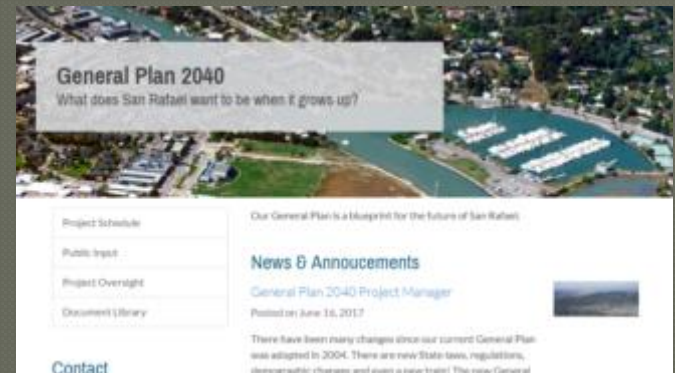 General Plan 2040
What does San Rafael want to be when it grows up?
Project Schedule
Public Input
Project Oversight
Document Library
Contact
Our General Plan is a blueprint for the future of San Rafael.
News & Annoucements
General Plan 2040 Project Manager
Posted on June 16, 2017
There have been many changes since our current General Plan
was adopted in 2004. There are new State laws, regulations,
demographic changes and even a new train! The new General